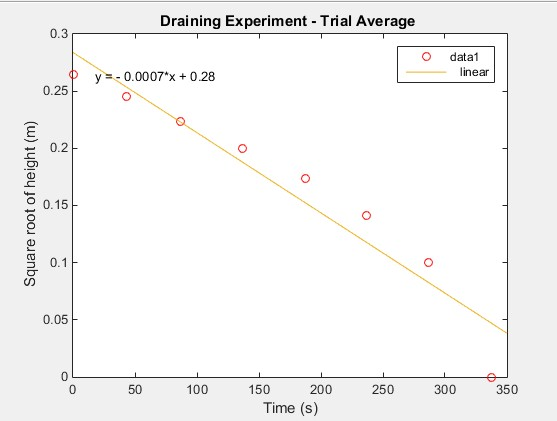 Draining Experiment - Trial Average
0.3
0.25
0.2
0.15
0.1
0.05
0
Square root of height (m)
y = - 0.0007*x + 0.28
data1
linear
0 50 100 150 200 250 300 350
Time (s)